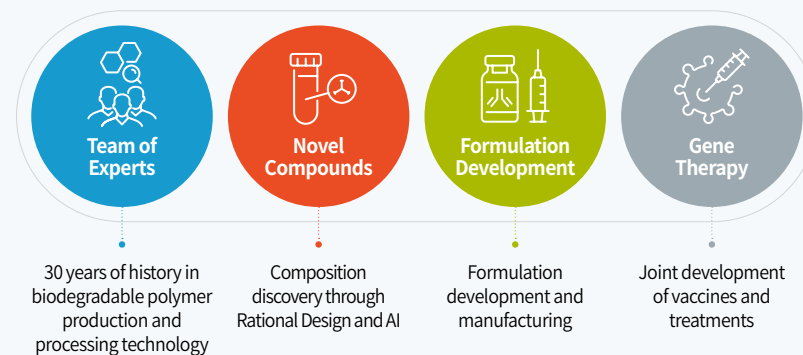 Team of
Experts
Novel
Compounds
Formulation
Development
Gene
Therapy
30 years of history in
biodegradable polymer
production and
processing technology
Composition
discovery through
Rational Design and AI
Formulation
development and
manufacturing
Joint development
of vaccines and
treatments